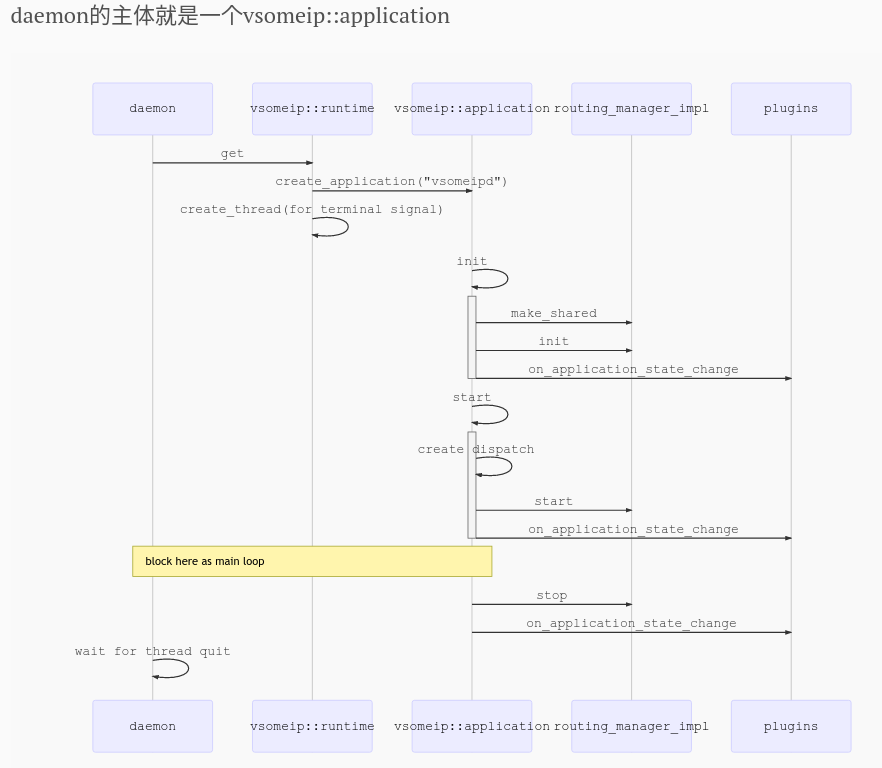 daemon的主体就是一个vsomeip::application
daemon
vsomeip::runtime
vsomeip::application
routing_manager_impl
plugins
get
create_application("vsomeipd")
create_thread(for terminal signal)
init
make_shared
init
on_application_state_change
start
create dispatch
start
on_application_state_change
block here as main loop
stop
on_application_state_change
wait for thread quit
daemon
vsomeip::runtime
vsomeip::application
routing_manager_impl
plugins